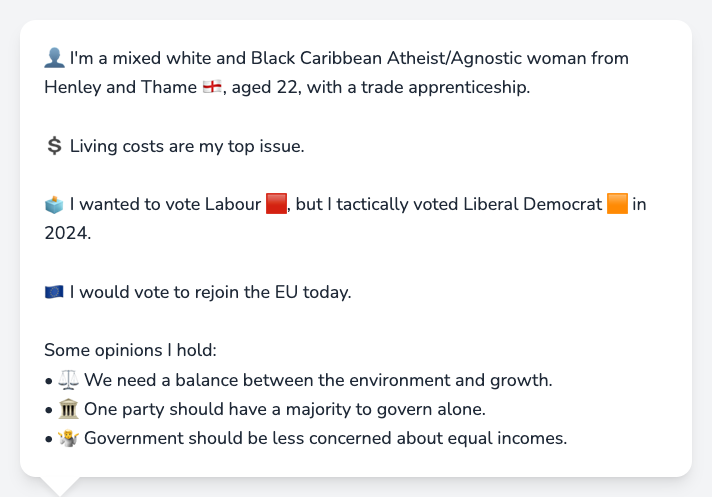 👤 I'm a mixed white and Black Caribbean Atheist/Agnostic woman from
Henley and Thame 🏴󠁧󠁢󠁥󠁮󠁧󠁿, aged 22, with a trade apprenticeship.
💲 Living costs are my top issue.
🗳️ I wanted to vote Labour 🟥, but I tactically voted Liberal Democrat 🟧 in
2024.
🇪🇺 I would vote to rejoin the EU today.
Some opinions I hold:
• ⚖️ We need a balance between the environment and growth.
• 🏛️ One party should have a majority to govern alone.
• 🤷 Government should be less concerned about equal incomes.